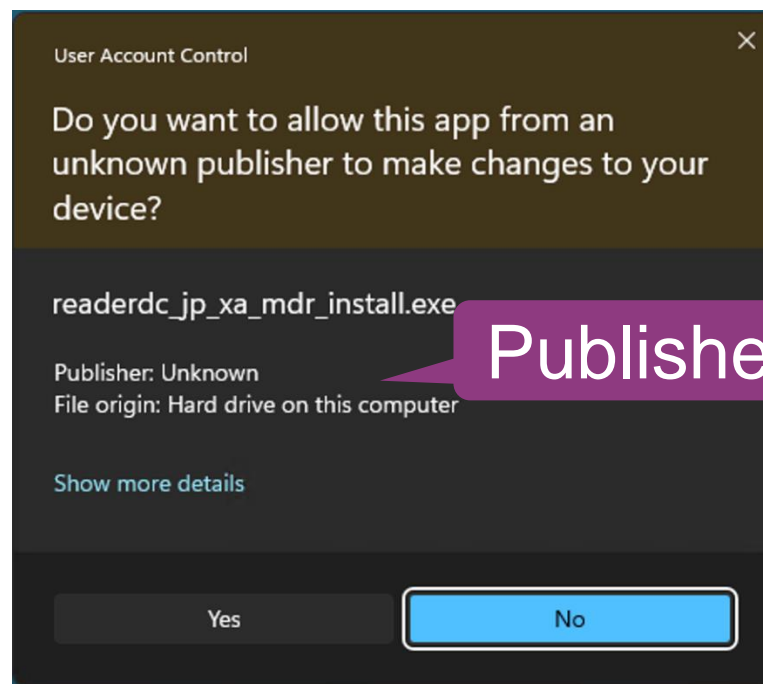 User Account Control
Do you want to allow this app from an
unknown publisher to make changes to your
device?
readerdc_jp_xa_mdr_install.exe
Publishe
Publisher: Unknown
File origin: Hard drive on this computer
Show more details
Yes
No